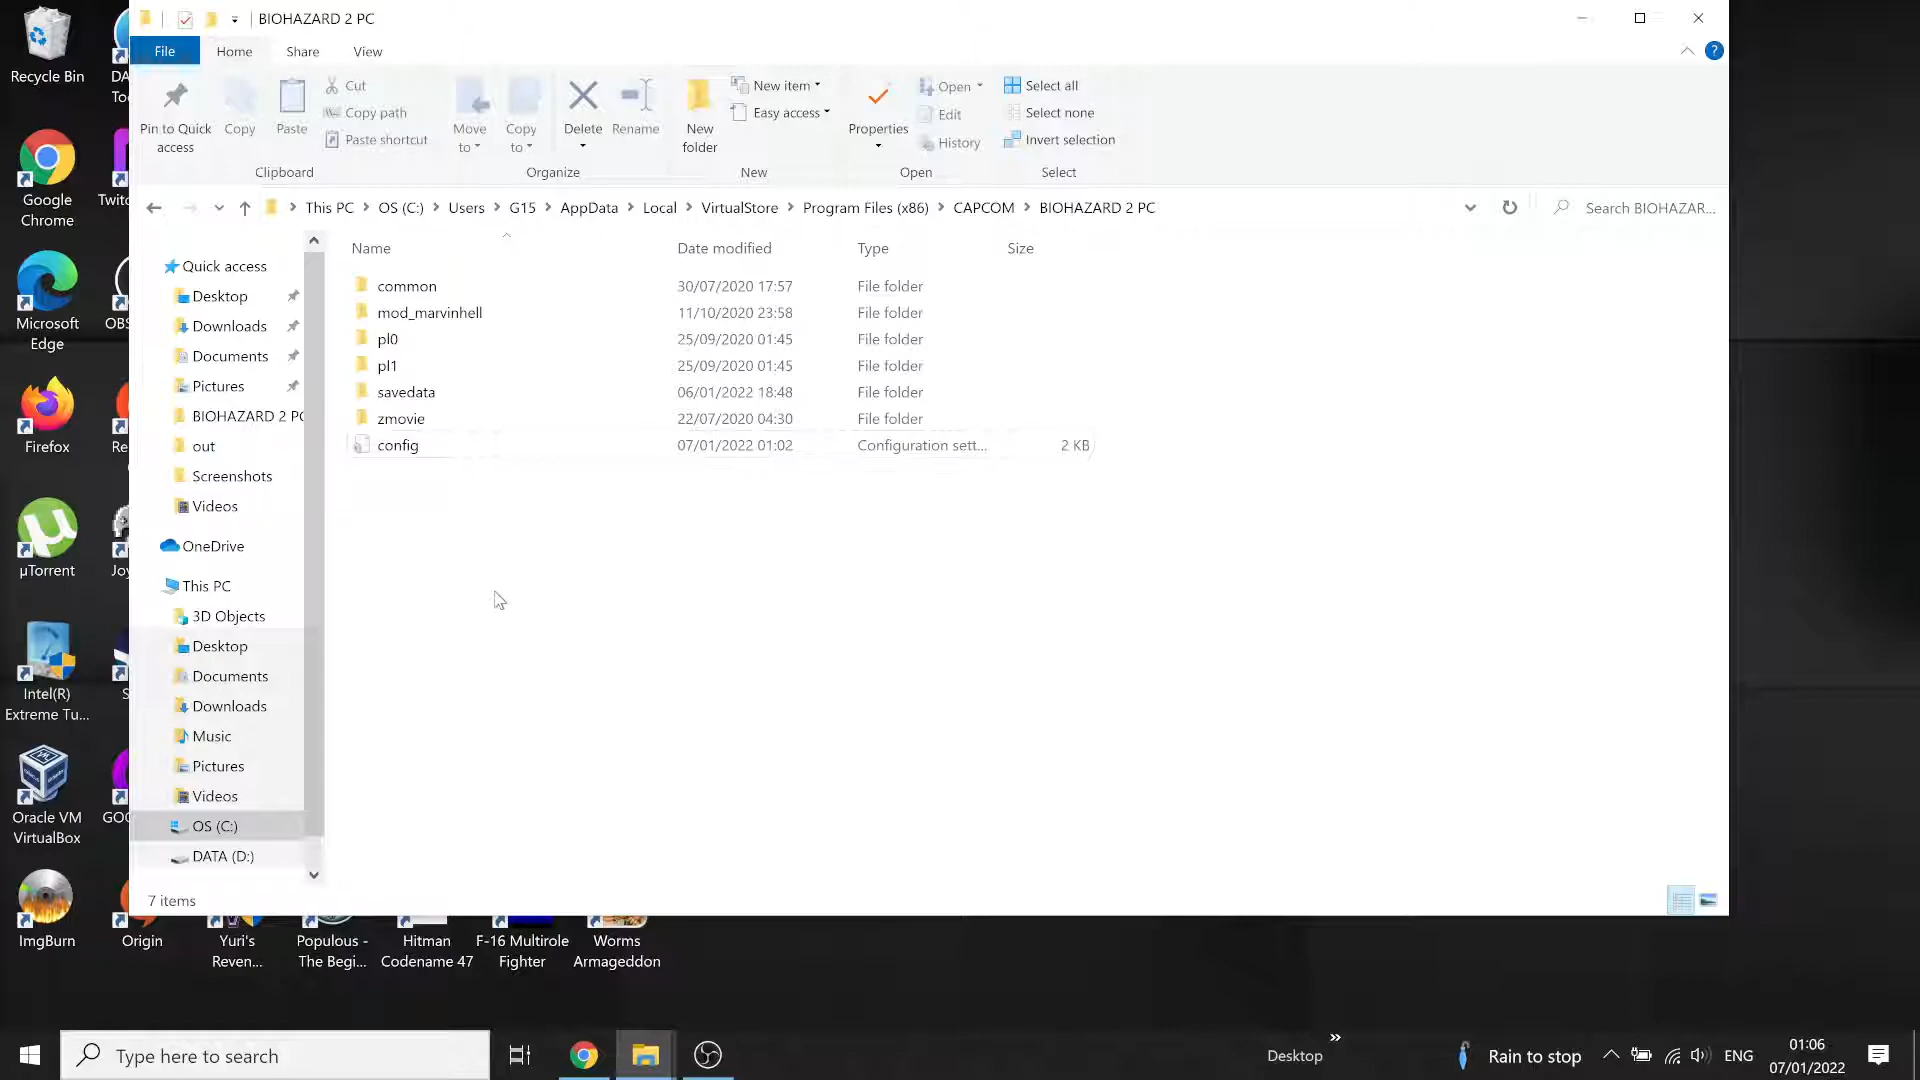 BIOHAZARD 2 PC
File Home Share View
Pin to Quick access
Copy
Paste
Cut
Copy path
Paste shortcut
Move to
Copy to
Delete
Rename
New folder
New item
Easy access
Properties
Open
Edit
History
Select all
Select none
Invert selection
Clipboard Organize New Open Select
This PC OS (C:) Users G15 AppData Local VirtualStore Program Files (x86) CAPCOM BIOHAZARD 2 PC
Search BIOHAZAR...
Name Date modified Type Size
common 30/07/2020 17:57 File folder
mod_marvinhell 11/10/2020 23:58 File folder
pl0 25/09/2020 01:45 File folder
pl1 25/09/2020 01:45 File folder
savedata 06/01/2022 18:48 File folder
zmovie 22/07/2020 04:30 File folder
config 07/01/2022 01:02 Configuration sett... 2 KB
Quick access
Desktop
Downloads
Documents
Pictures
BIOHAZARD 2 PC
out
Screenshots
Videos
OneDrive
This PC
3D Objects
Desktop
Documents
Downloads
Music
Pictures
Videos
OS (C:)
DATA (D:)
7 items
Recycle Bin
Google
Chrome
Microsoft
Edge
OBS
Firefox
µTorrent
Intel(R)
Extreme Tu...
Oracle VM
VirtualBox
ImgBurn
Origin
Yuri's
Reven...
Populous -
The Begi...
Hitman
Codename 47
F-16 Multirole
Fighter
Worms
Armageddon
Type here to search
Desktop
Rain to stop
ENG
01:06
07/01/2022